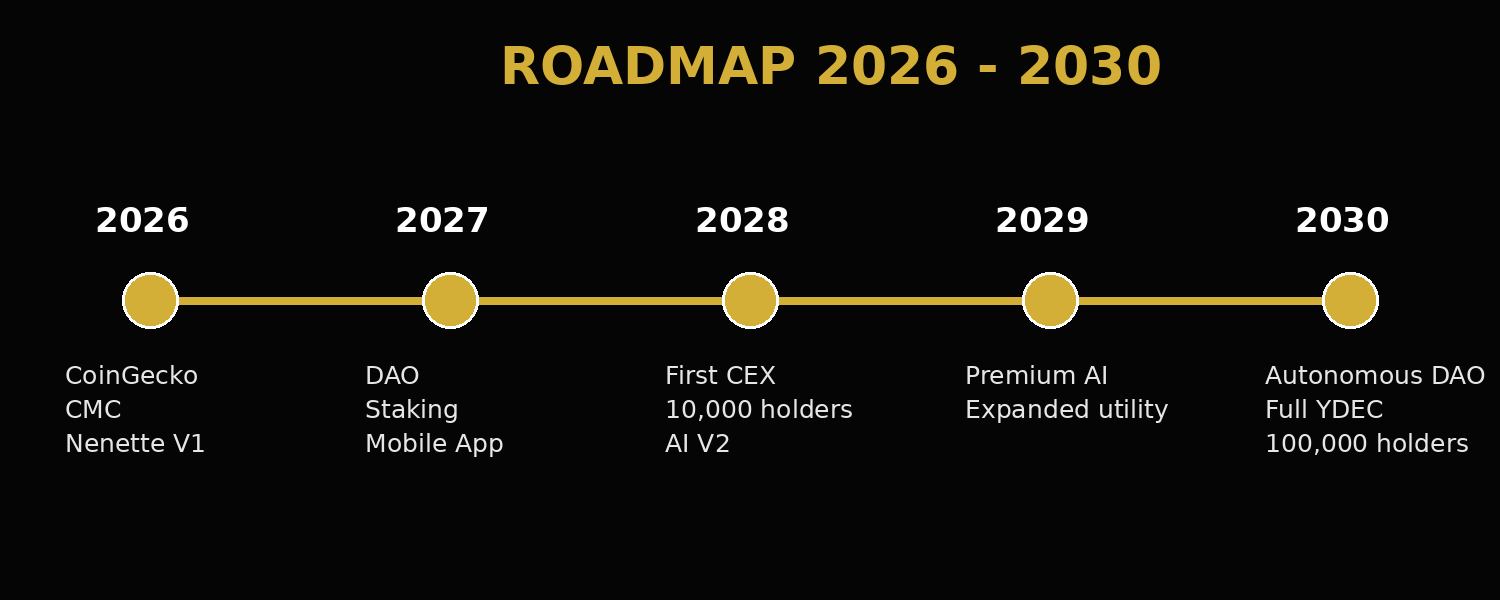 ROADMAP 2026 - 2030
2026
2027
2028
2029
2030
CoinGecko
CMC
Nenette V1
DAO
Staking
Mobile App
First CEX
10,000 holders
AI V2
Premium AI
Expanded utility
Autonomous DAO
Full YDEC
100,000 holders